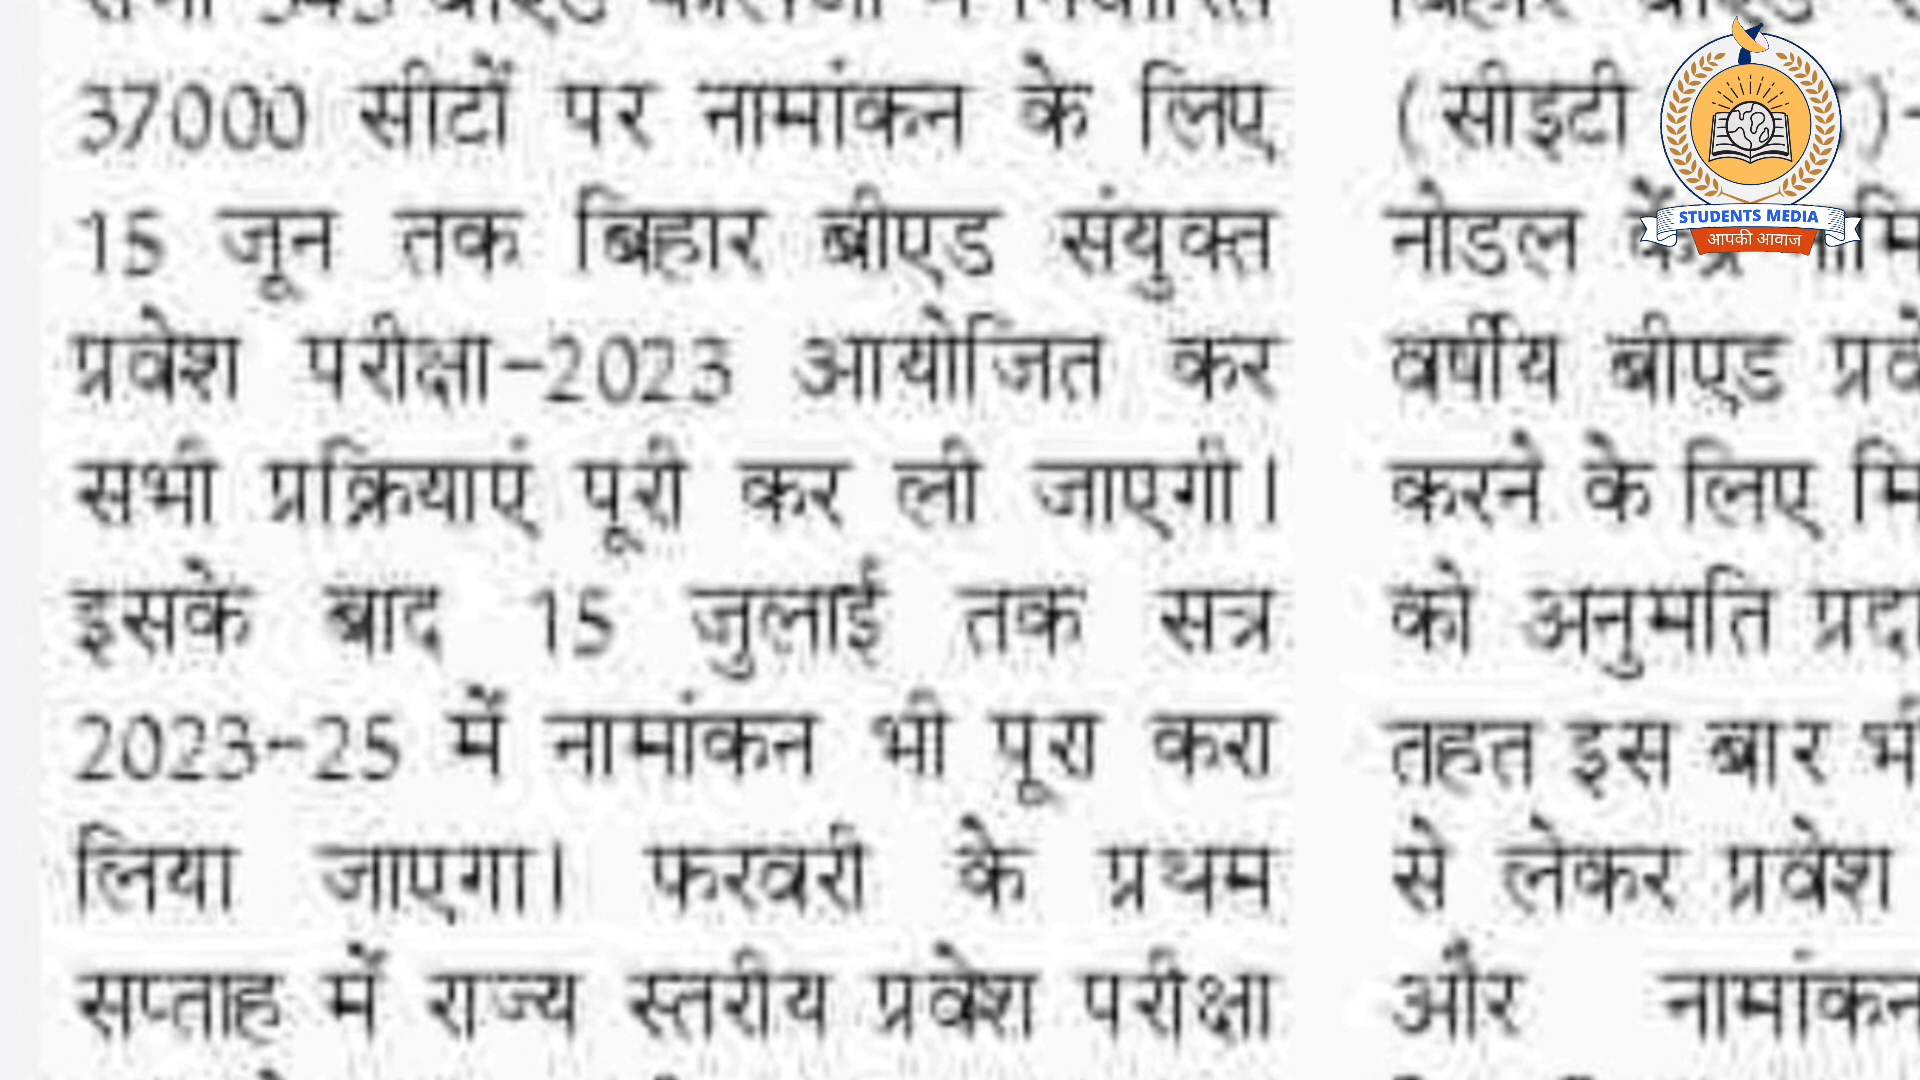 37000 सीटों पर नामांकन के लिए
15 जून तक बिहार बीएड संयुक्त
प्रवेश परीक्षा-2023 आयोजित कर
सभी प्रक्रियाएं पूरी कर ली जाएगी।
इसके बाद 15 जुलाई तक सत्र
2023-25 में नामांकन भी पूरा करा
लिया जाएगा। फरवरी के प्रथम
सप्ताह में राज्य स्तरीय प्रवेश परीक्षा
(सीइटी
नोडल
वर्षीय बीएड
करने के लिए
को अनुमति
तहत इस बार
से लेकर प्रवेश
और नामांकन
STUDENTS MEDIA
आपकी आवाज